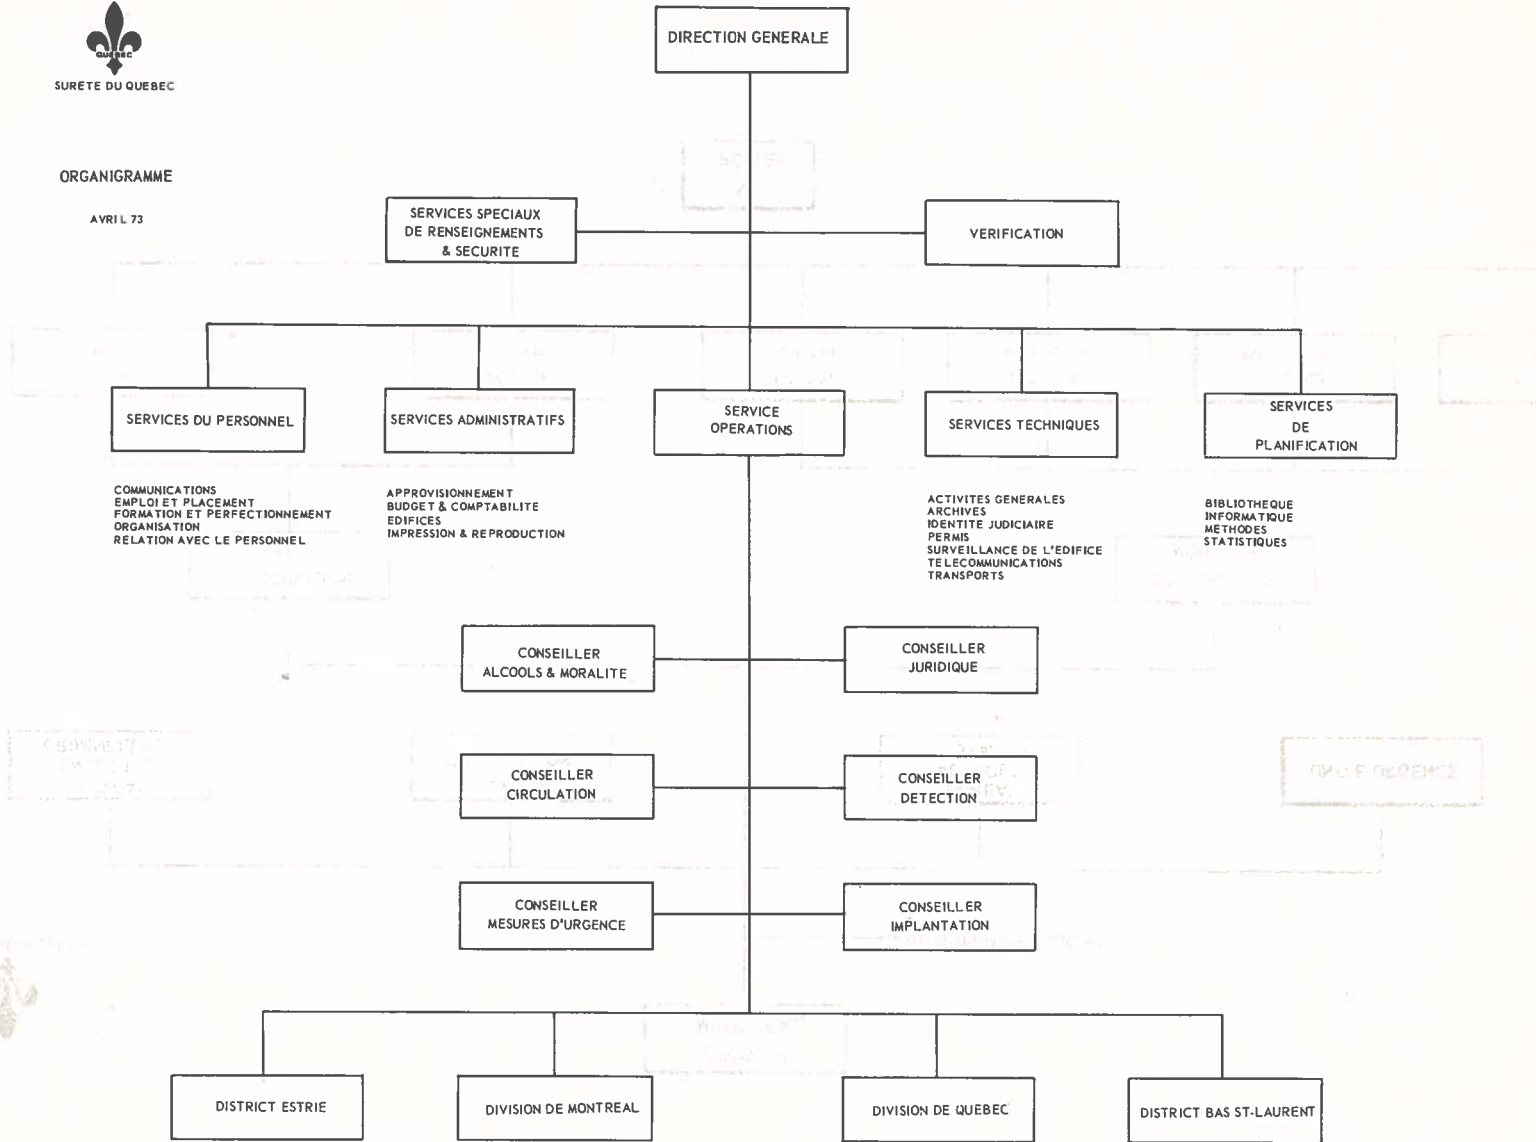 QUEBEC
SURETE DU QUEBEC
ORGANIGRAMME
AVRIL 73
DIRECTION GENERALE
SERVICES SPECIAUX
DE RENSEIGNEMENTS
& SECURITE
VERIFICATION
SERVICES DU PERSONNEL
COMMUNICATIONS
EMPLOI ET PLACEMENT
FORMATION ET PERFECTIONNEMENT
ORGANISATION
RELATION AVEC LE PERSONNEL
SERVICES ADMINISTRATIFS
APPROVISIONNEMENT
BUDGET & COMPTABILITE
EDIFICES
IMPRESSION & REPRODUCTION
SERVICE
OPERATIONS
SERVICES TECHNIQUES
ACTIVITES GENERALES
ARCHIVES
IDENTITE JUDICIAIRE
PERMIS
SURVEILLANCE DE L'EDIFICE
TELECOMMUNICATIONS
TRANSPORTS
SERVICES
DE
PLANIFICATION
BIBLIOTHEQUE
INFORMATIQUE
METHODES
STATISTIQUES
CONSEILLER
ALCOOLS & MORALITE
CONSEILLER
JURIDIQUE
CONSEILLER
CIRCULATION
CONSEILLER
DETECTION
CONSEILLER
MESURES D'URGENCE
CONSEILLER
IMPLANTATION
DISTRICT ESTRIE
DIVISION DE MONTREAL
DIVISION DE QUEBEC
DISTRICT BAS ST-LAURENT